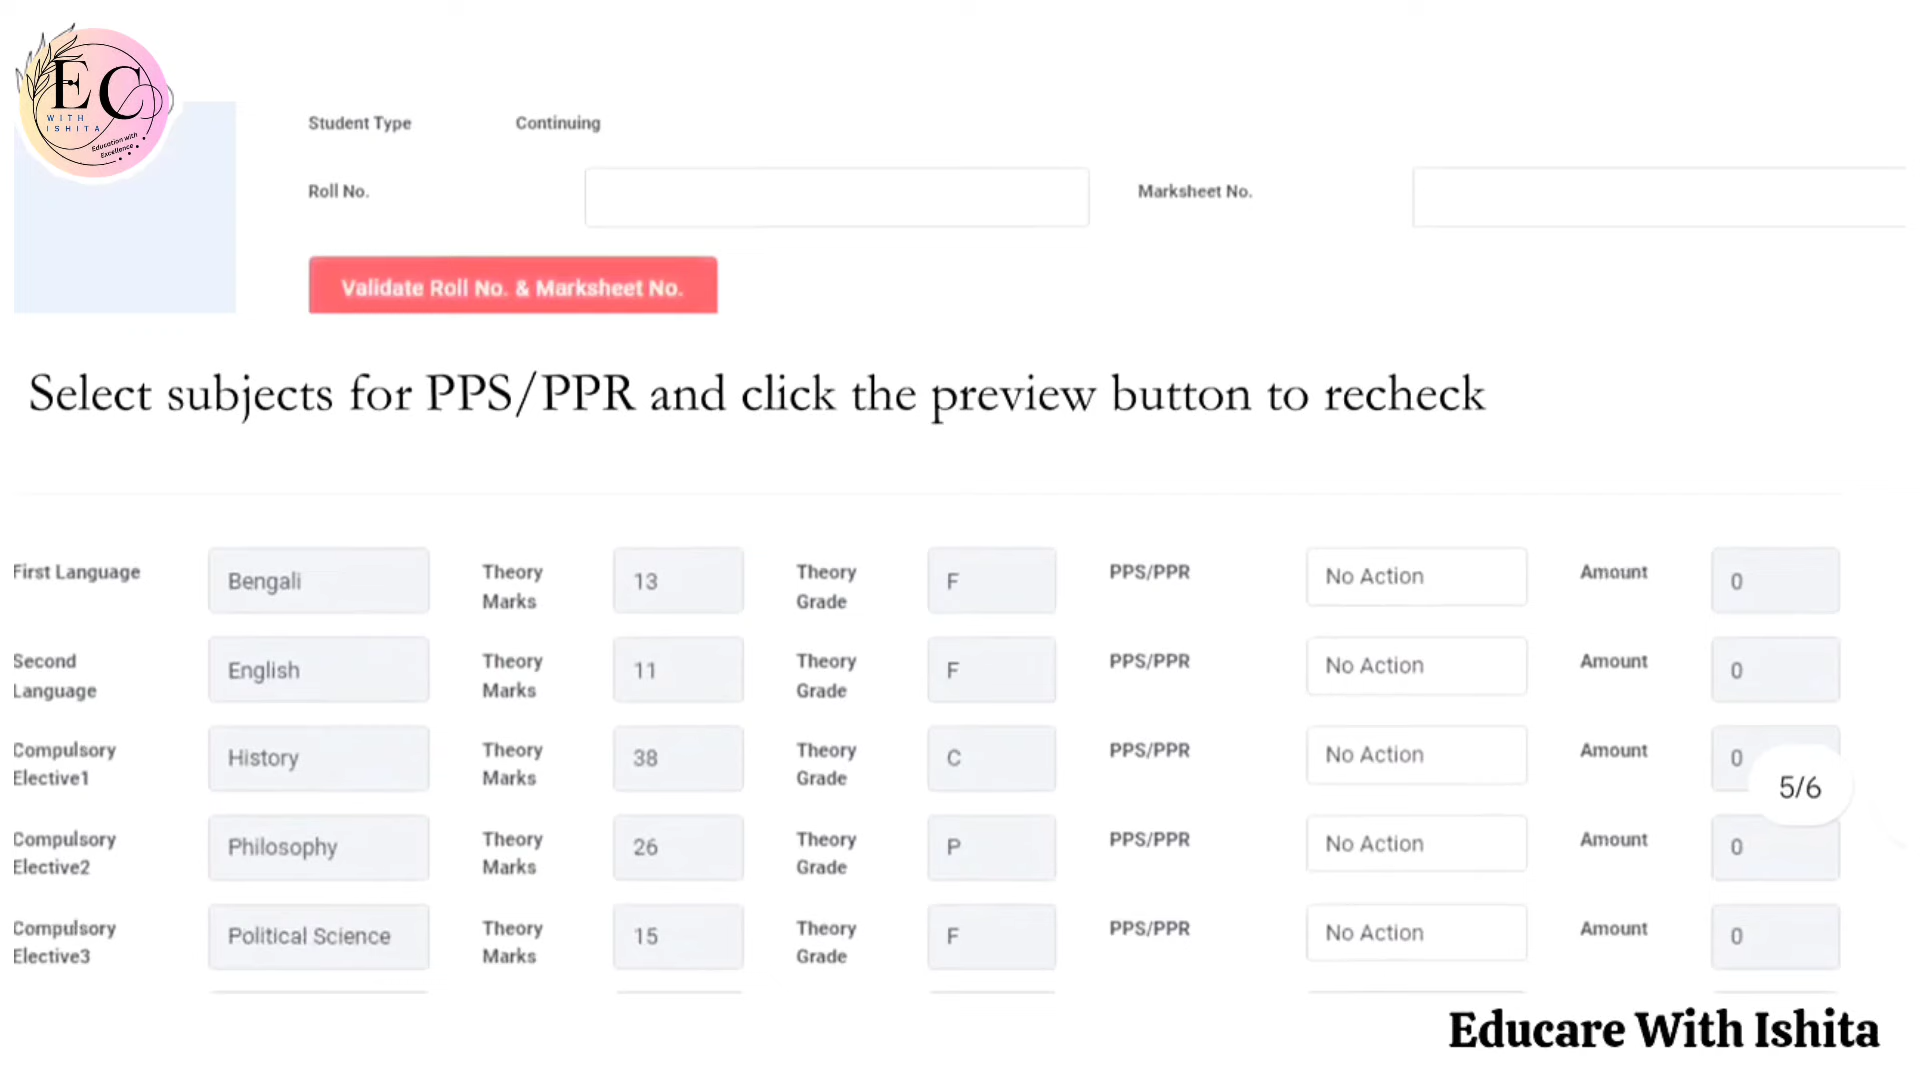 EC
WITH
ISHITA
Education with
Excellence
Student Type Continuing
Roll No. Marksheet No.
Validate Roll No. & Marksheet No.
Select subjects for PPS/PPR and click the preview button to recheck
First Language Bengali Theory Marks 13 Theory Grade F PPS/PPR No Action Amount 0
Second Language English Theory Marks 11 Theory Grade F PPS/PPR No Action Amount 0
Compulsory Elective1 History Theory Marks 38 Theory Grade C PPS/PPR No Action Amount 0
5/6
Compulsory Elective2 Philosophy Theory Marks 26 Theory Grade P PPS/PPR No Action Amount 0
Compulsory Elective3 Political Science Theory Marks 15 Theory Grade F PPS/PPR No Action Amount 0
Educare With Ishita